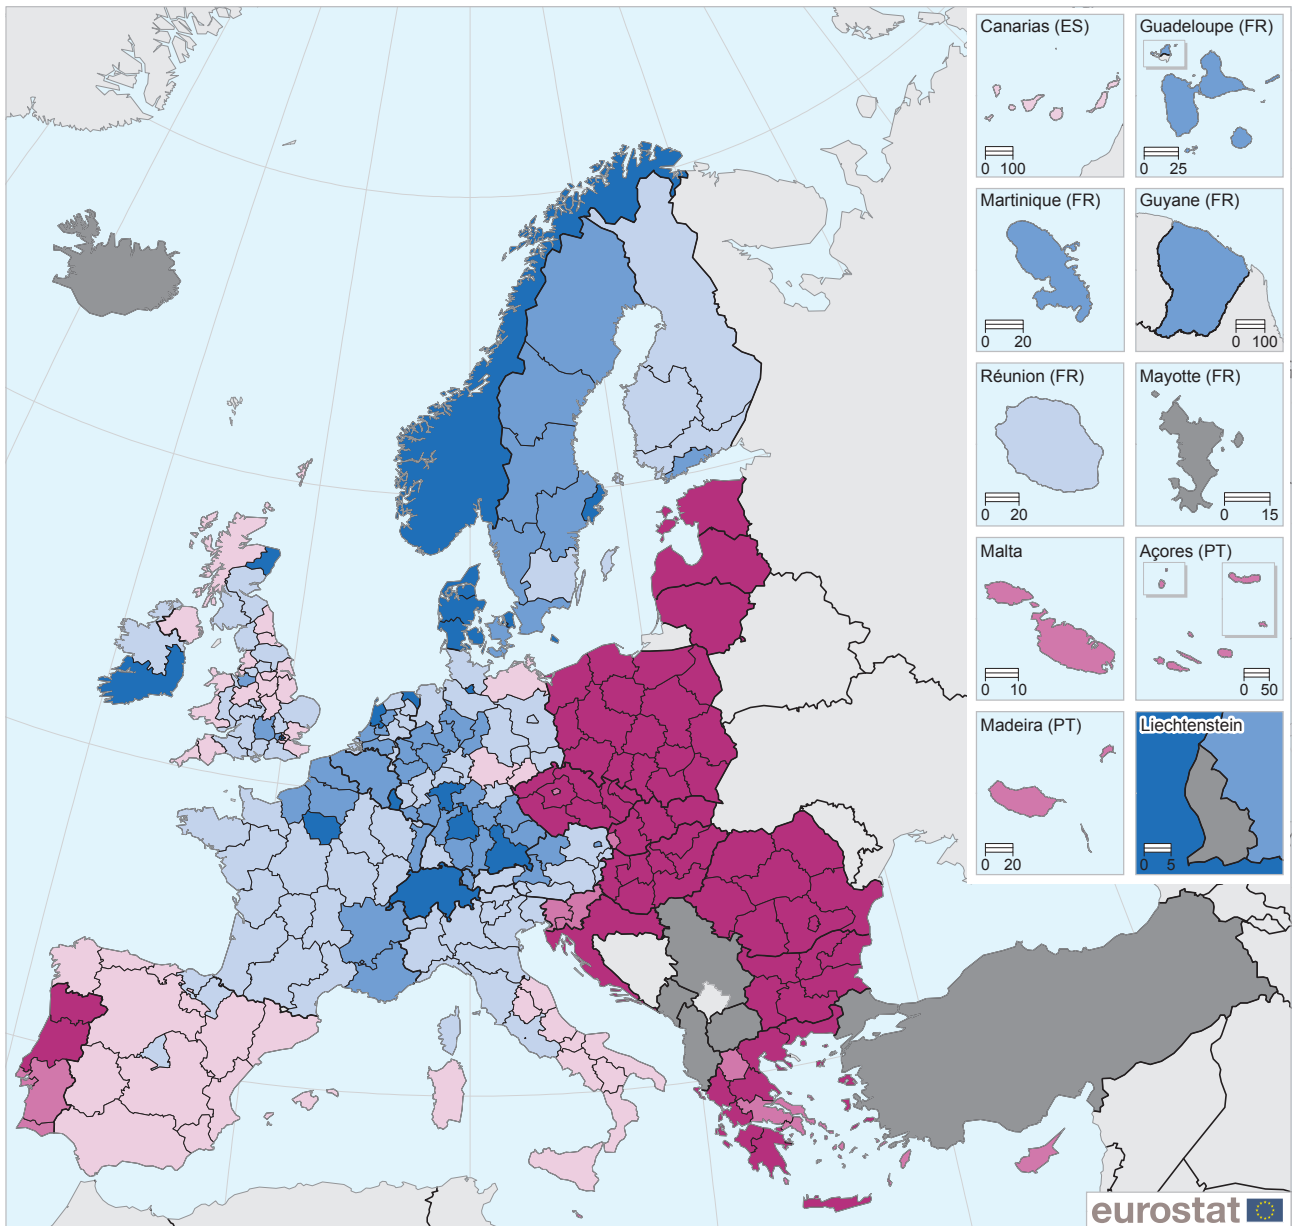 Canarias (ES)
0 100
Guadeloupe (FR)
0 25
Martinique (FR)
0 20
Guyane (FR)
0 100
Réunion (FR)
0 20
Mayotte (FR)
0 15
Malta
0 10
Açores (PT)
0 50
Madeira (PT)
0 20
Liechtenstein
0 5
eurostat